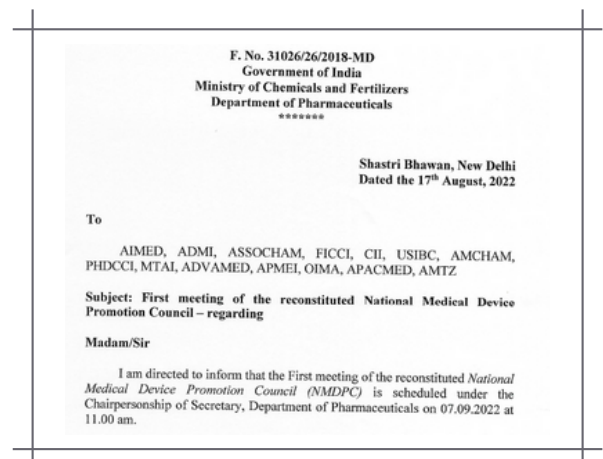 F. No. 31026/26/2018-MD
Government of India
Ministry of Chemicals and Fertilizers
Department of Pharmaceuticals
*******
Shastri Bhawan, New Delhi
Dated the 17th August, 2022
To
AIMED, ADMI, ASSOCHAM, FICCI, CII, USIBC, AMCHAM,
PHDCCI, MTAI, ADVAMED, APMEI, OIMA, APACMED, AMTZ
Subject: First meeting of the reconstituted National Medical Device
Promotion Council – regarding
Madam/Sir
I am directed to inform that the First meeting of the reconstituted National
Medical Device Promotion Council (NMDPC) is scheduled under the
Chairpersonship of Secretary, Department of Pharmaceuticals on 07.09.2022 at
11.00 am.